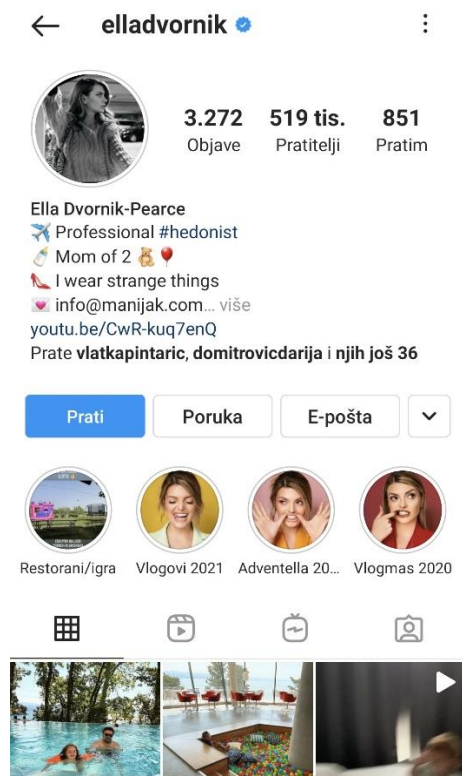 elladvornik
3.272 519 tis. 851
Objave Pratitelji Pratim
Ella Dvornik-Pearce
Professional #hedonist
Mom of 2
I wear strange things
info@manijak.com... više
youtu.be/CwR-kuq7enQ
Prate vlatkapintaric, domitrovicdarija i njih još 36
Prati Poruka E-pošta
Restorani/igra Vlogovi 2021 Adventella 20... Vlogmas 2020